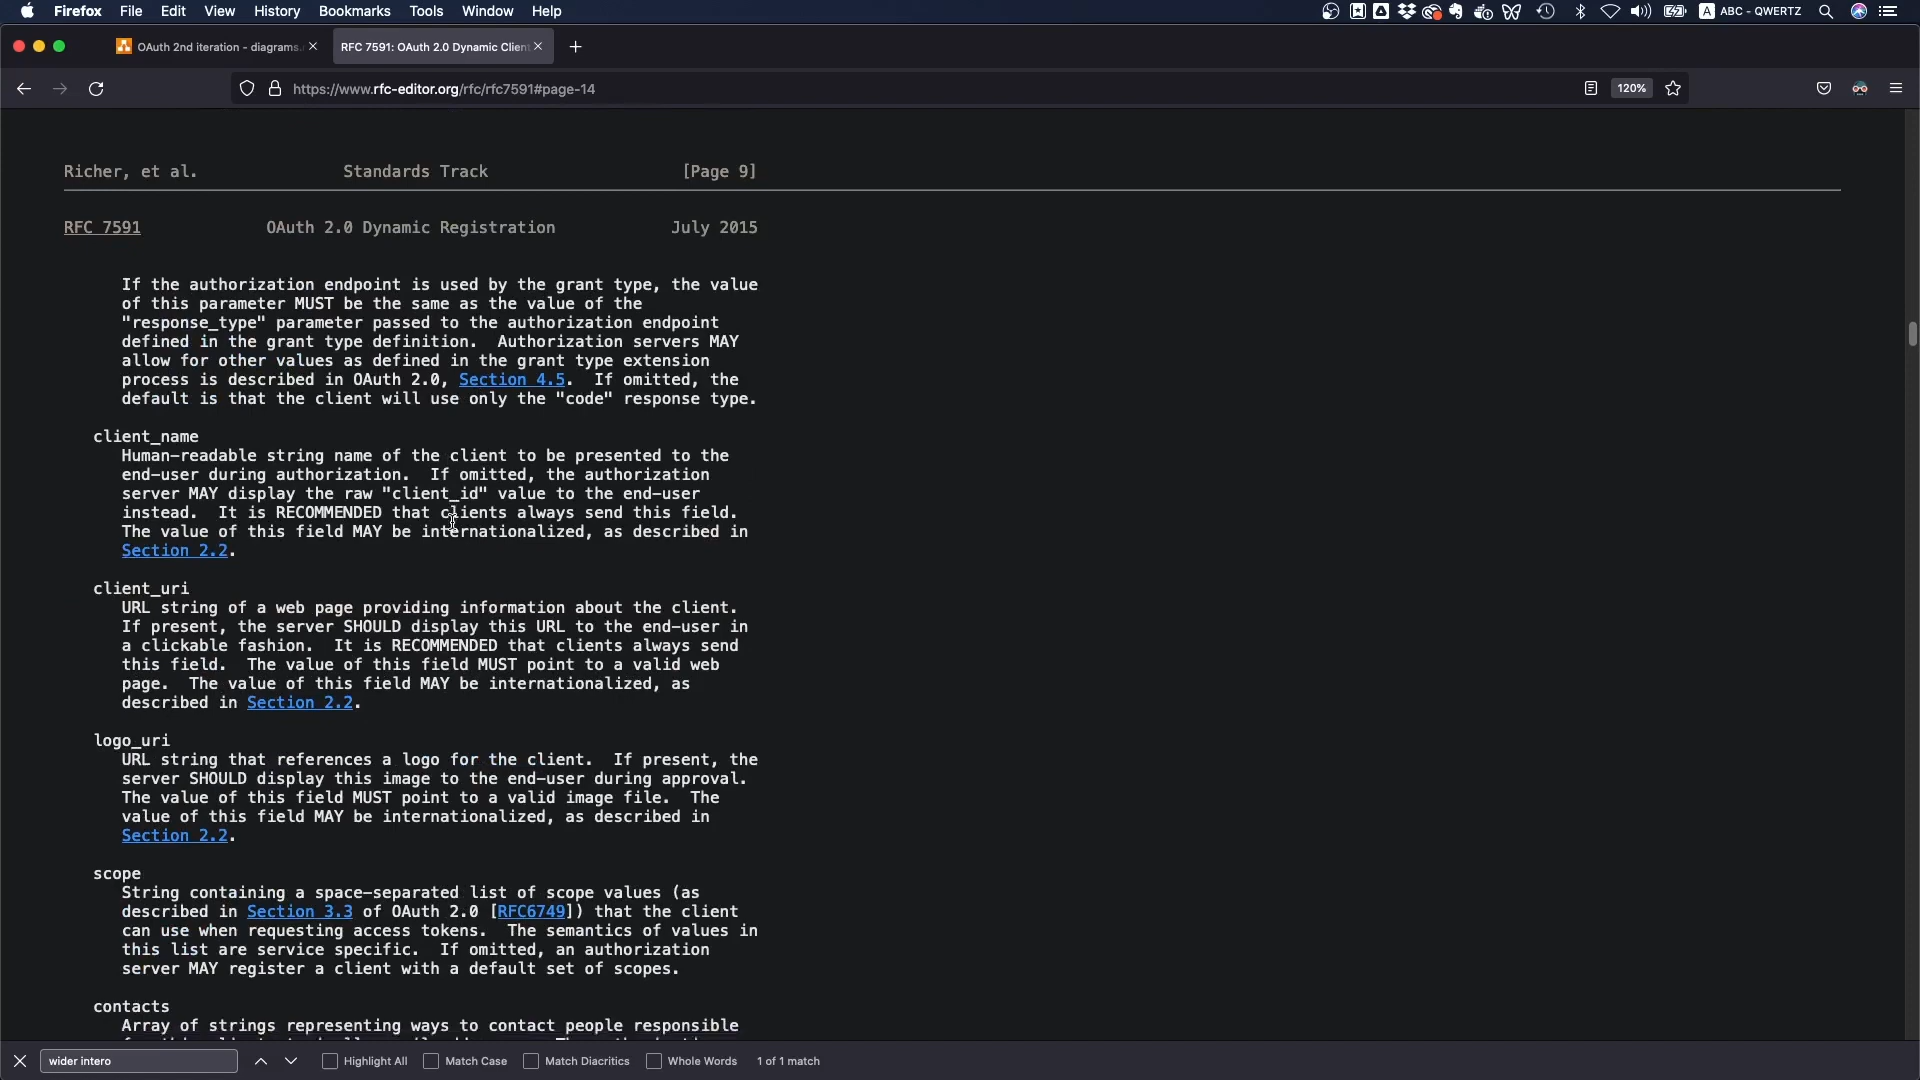 Firefox File Edit View History Bookmarks Tools Window Help
A ABC - QWERTZ
OAuth 2nd iteration - diagrams.
RFC 7591: OAuth 2.0 Dynamic Client
https://www.rfc-editor.org/rfc/rfc7591#page-14
120%
Richer, et al. Standards Track [Page 9]
RFC 7591 OAuth 2.0 Dynamic Registration July 2015
If the authorization endpoint is used by the grant type, the value
of this parameter MUST be the same as the value of the
"response_type" parameter passed to the authorization endpoint
defined in the grant type definition. Authorization servers MAY
allow for other values as defined in the grant type extension
process is described in OAuth 2.0, Section 4.5. If omitted, the
default is that the client will use only the "code" response type.
client_name
Human-readable string name of the client to be presented to the
end-user during authorization. If omitted, the authorization
server MAY display the raw "client_id" value to the end-user
instead. It is RECOMMENDED that clients always send this field.
The value of this field MAY be internationalized, as described in
Section 2.2.
client_uri
URL string of a web page providing information about the client.
If present, the server SHOULD display this URL to the end-user in
a clickable fashion. It is RECOMMENDED that clients always send
this field. The value of this field MUST point to a valid web
page. The value of this field MAY be internationalized, as
described in Section 2.2.
logo_uri
URL string that references a logo for the client. If present, the
server SHOULD display this image to the end-user during approval.
The value of this field MUST point to a valid image file. The
value of this field MAY be internationalized, as described in
Section 2.2.
scope
String containing a space-separated list of scope values (as
described in Section 3.3 of OAuth 2.0 [RFC6749]) that the client
can use when requesting access tokens. The semantics of values in
this list are service specific. If omitted, an authorization
server MAY register a client with a default set of scopes.
contacts
Array of strings representing ways to contact people responsible
wider intero
Highlight All Match Case Match Diacritics Whole Words 1 of 1 match